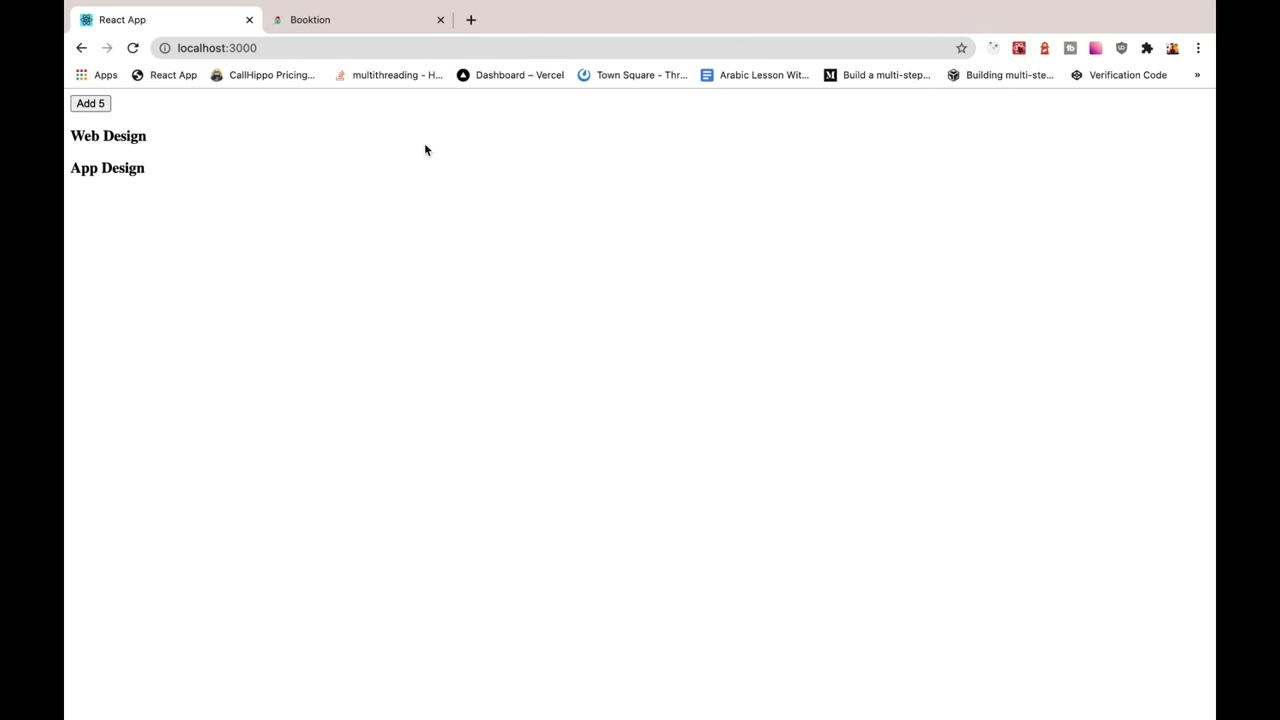 React App
Booktion
localhost:3000
Apps
React App
CallHippo Pricing...
multithreading - H...
Dashboard – Vercel
Town Square - Thr...
Arabic Lesson Wit...
Build a multi-step...
Building multi-ste...
Verification Code
»
Add 5
Web Design
App Design